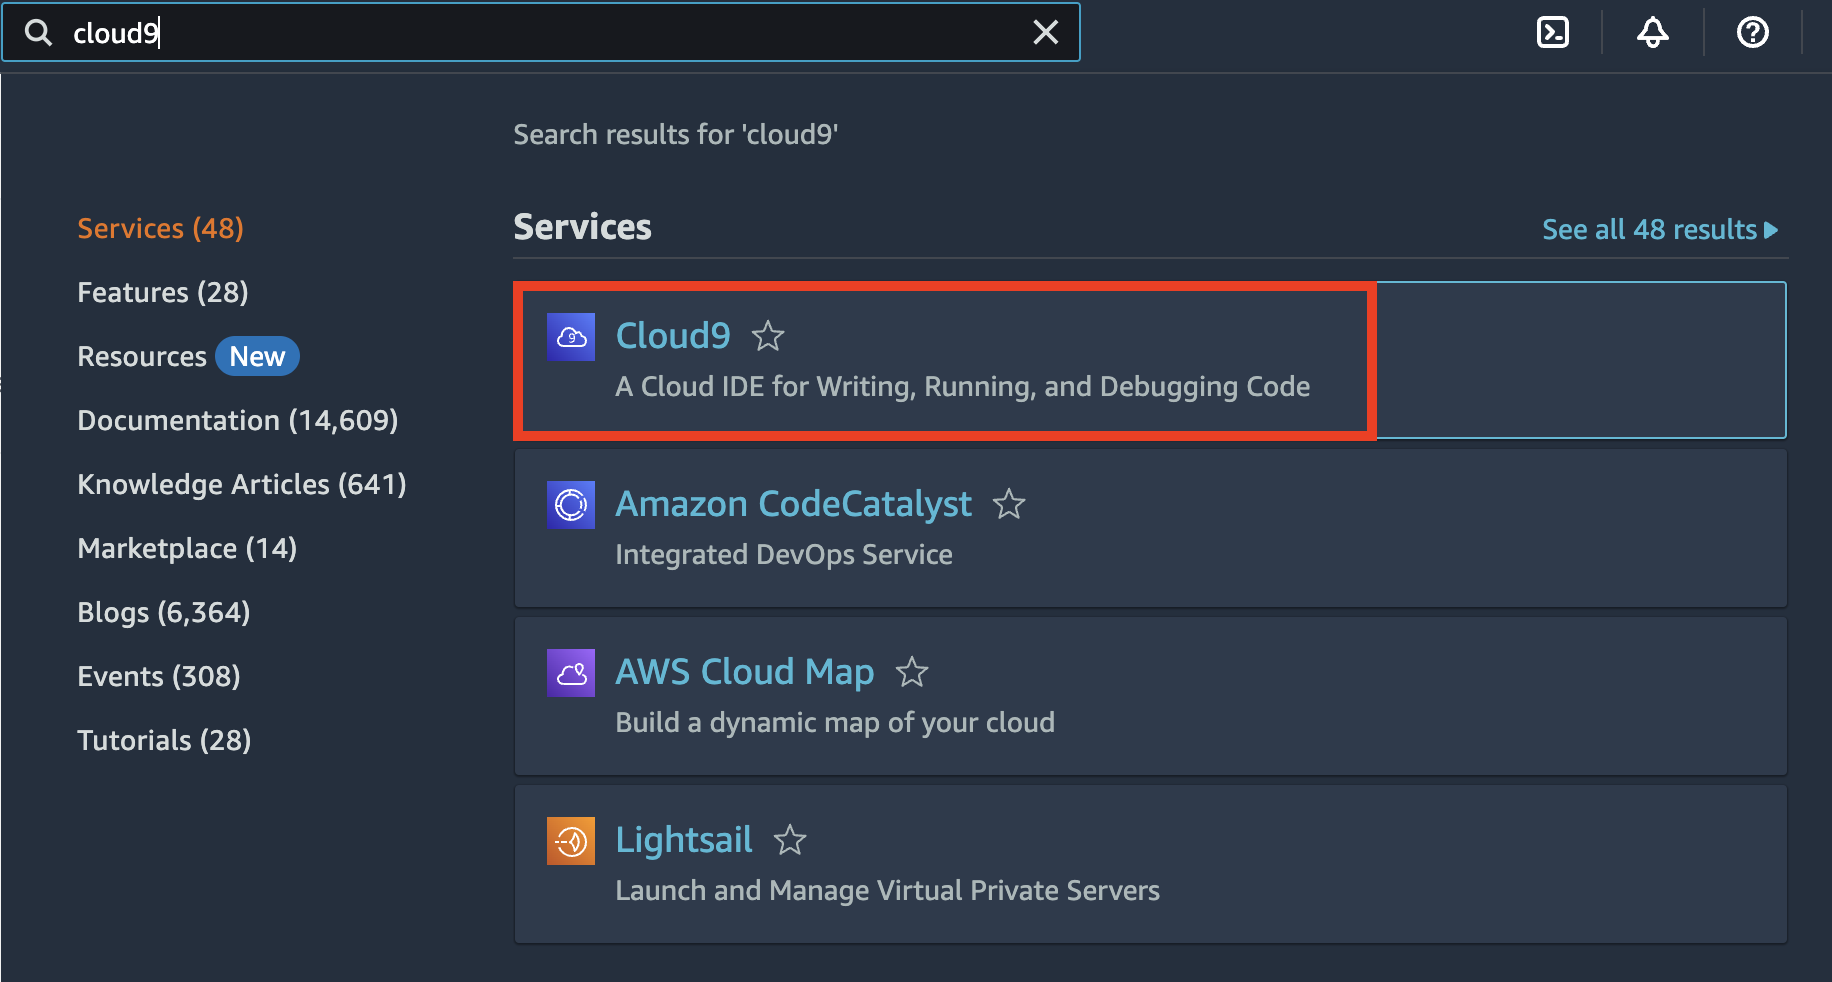 cloud9
Search results for 'cloud9'
Services (48)
Features (28)
Resources New
Documentation (14,609)
Knowledge Articles (641)
Marketplace (14)
Blogs (6,364)
Events (308)
Tutorials (28)
Services
See all 48 results
Cloud9
A Cloud IDE for Writing, Running, and Debugging Code
Amazon CodeCatalyst
Integrated DevOps Service
AWS Cloud Map
Build a dynamic map of your cloud
Lightsail
Launch and Manage Virtual Private Servers